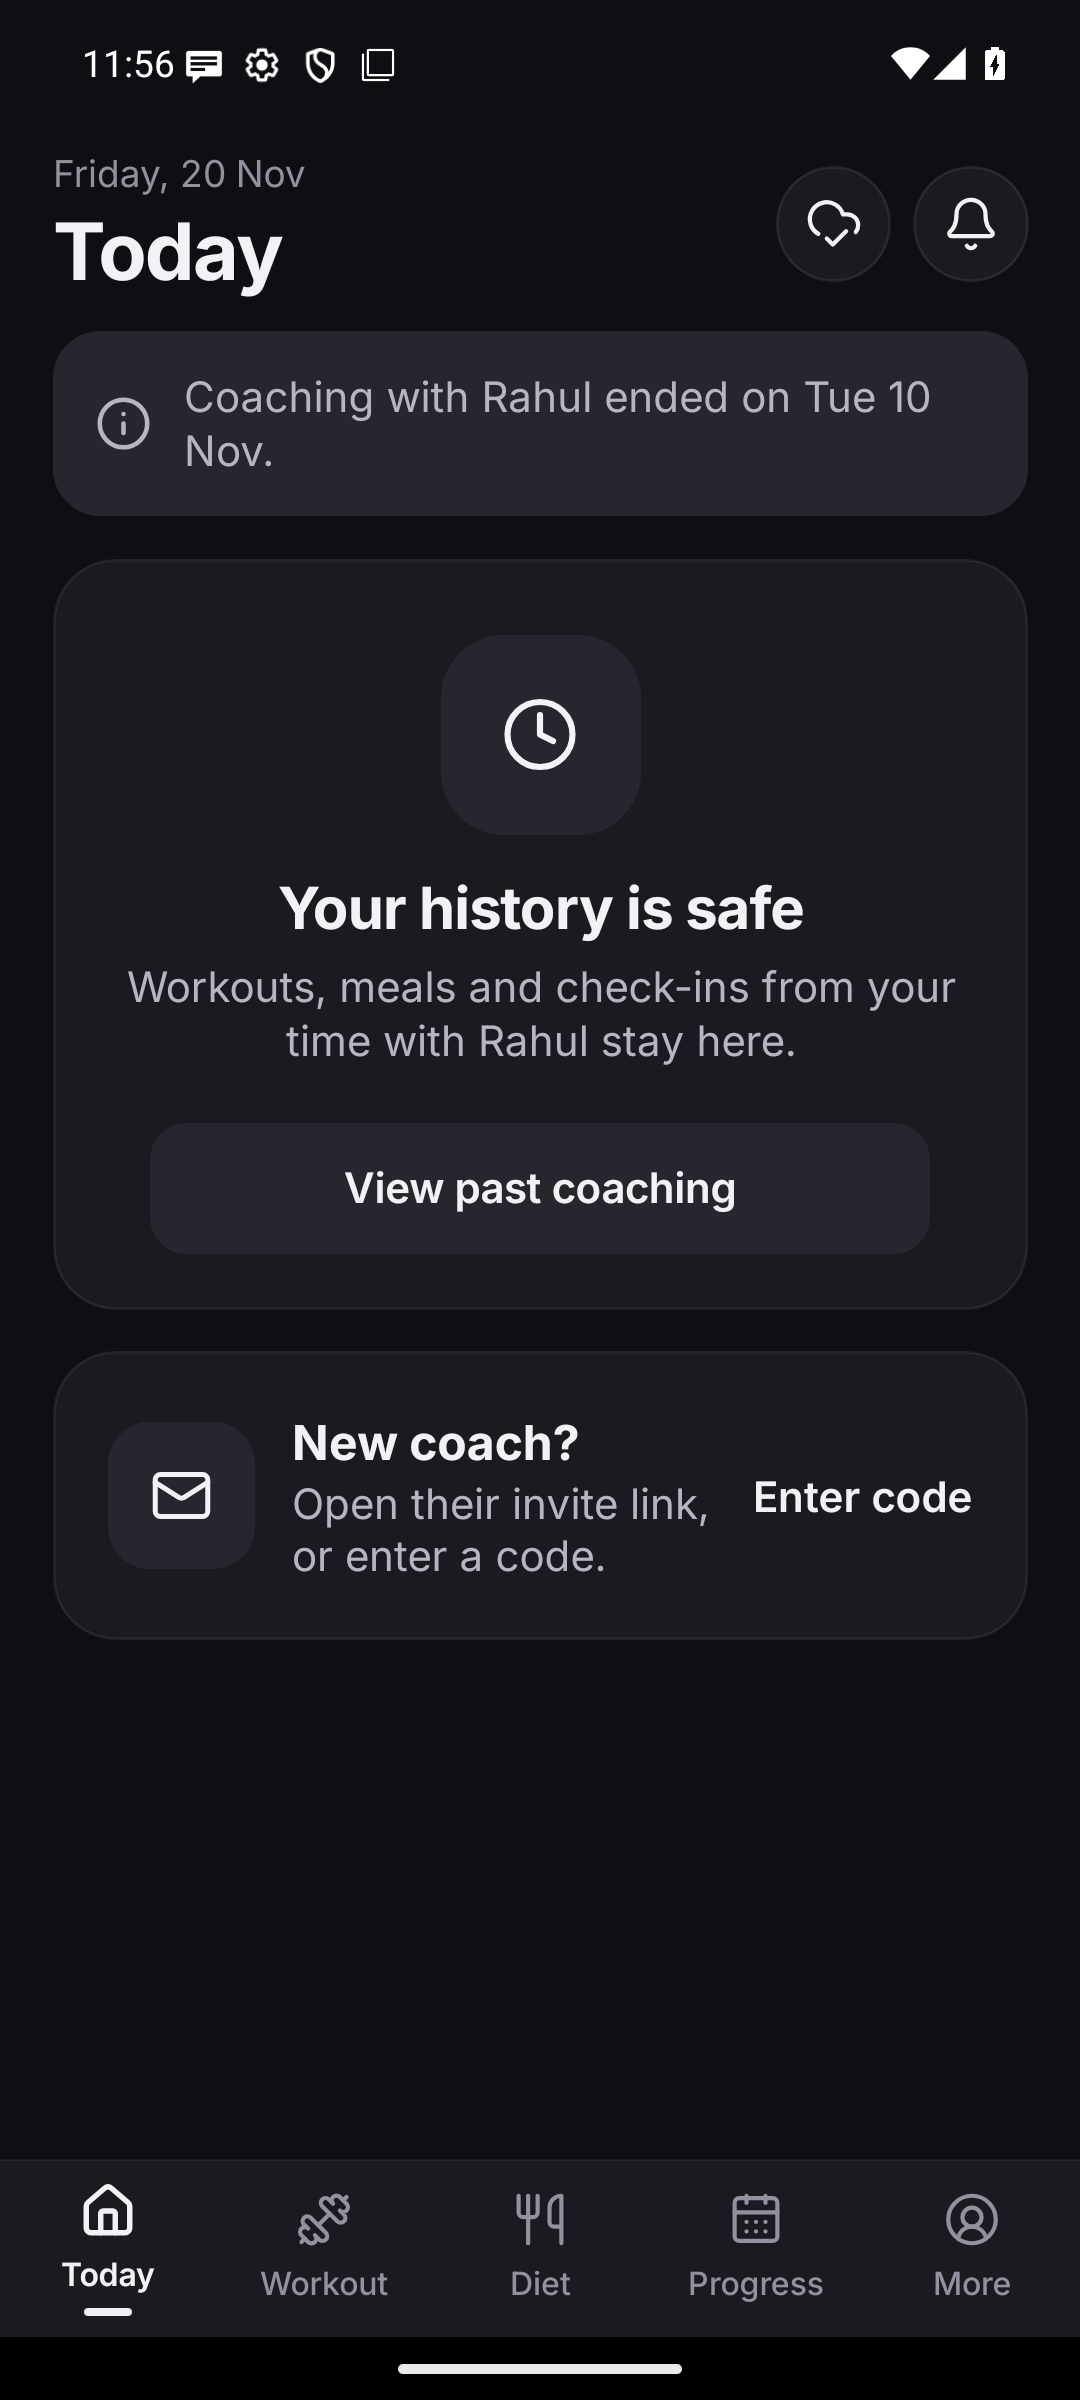 11:56
Friday, 20 Nov
Today
Coaching with Rahul ended on Tue 10
Nov.
Your history is safe
Workouts, meals and check-ins from your
time with Rahul stay here.
View past coaching
New coach?
Open their invite link,
or enter a code.
Enter code
Today
Workout
Diet
Progress
More